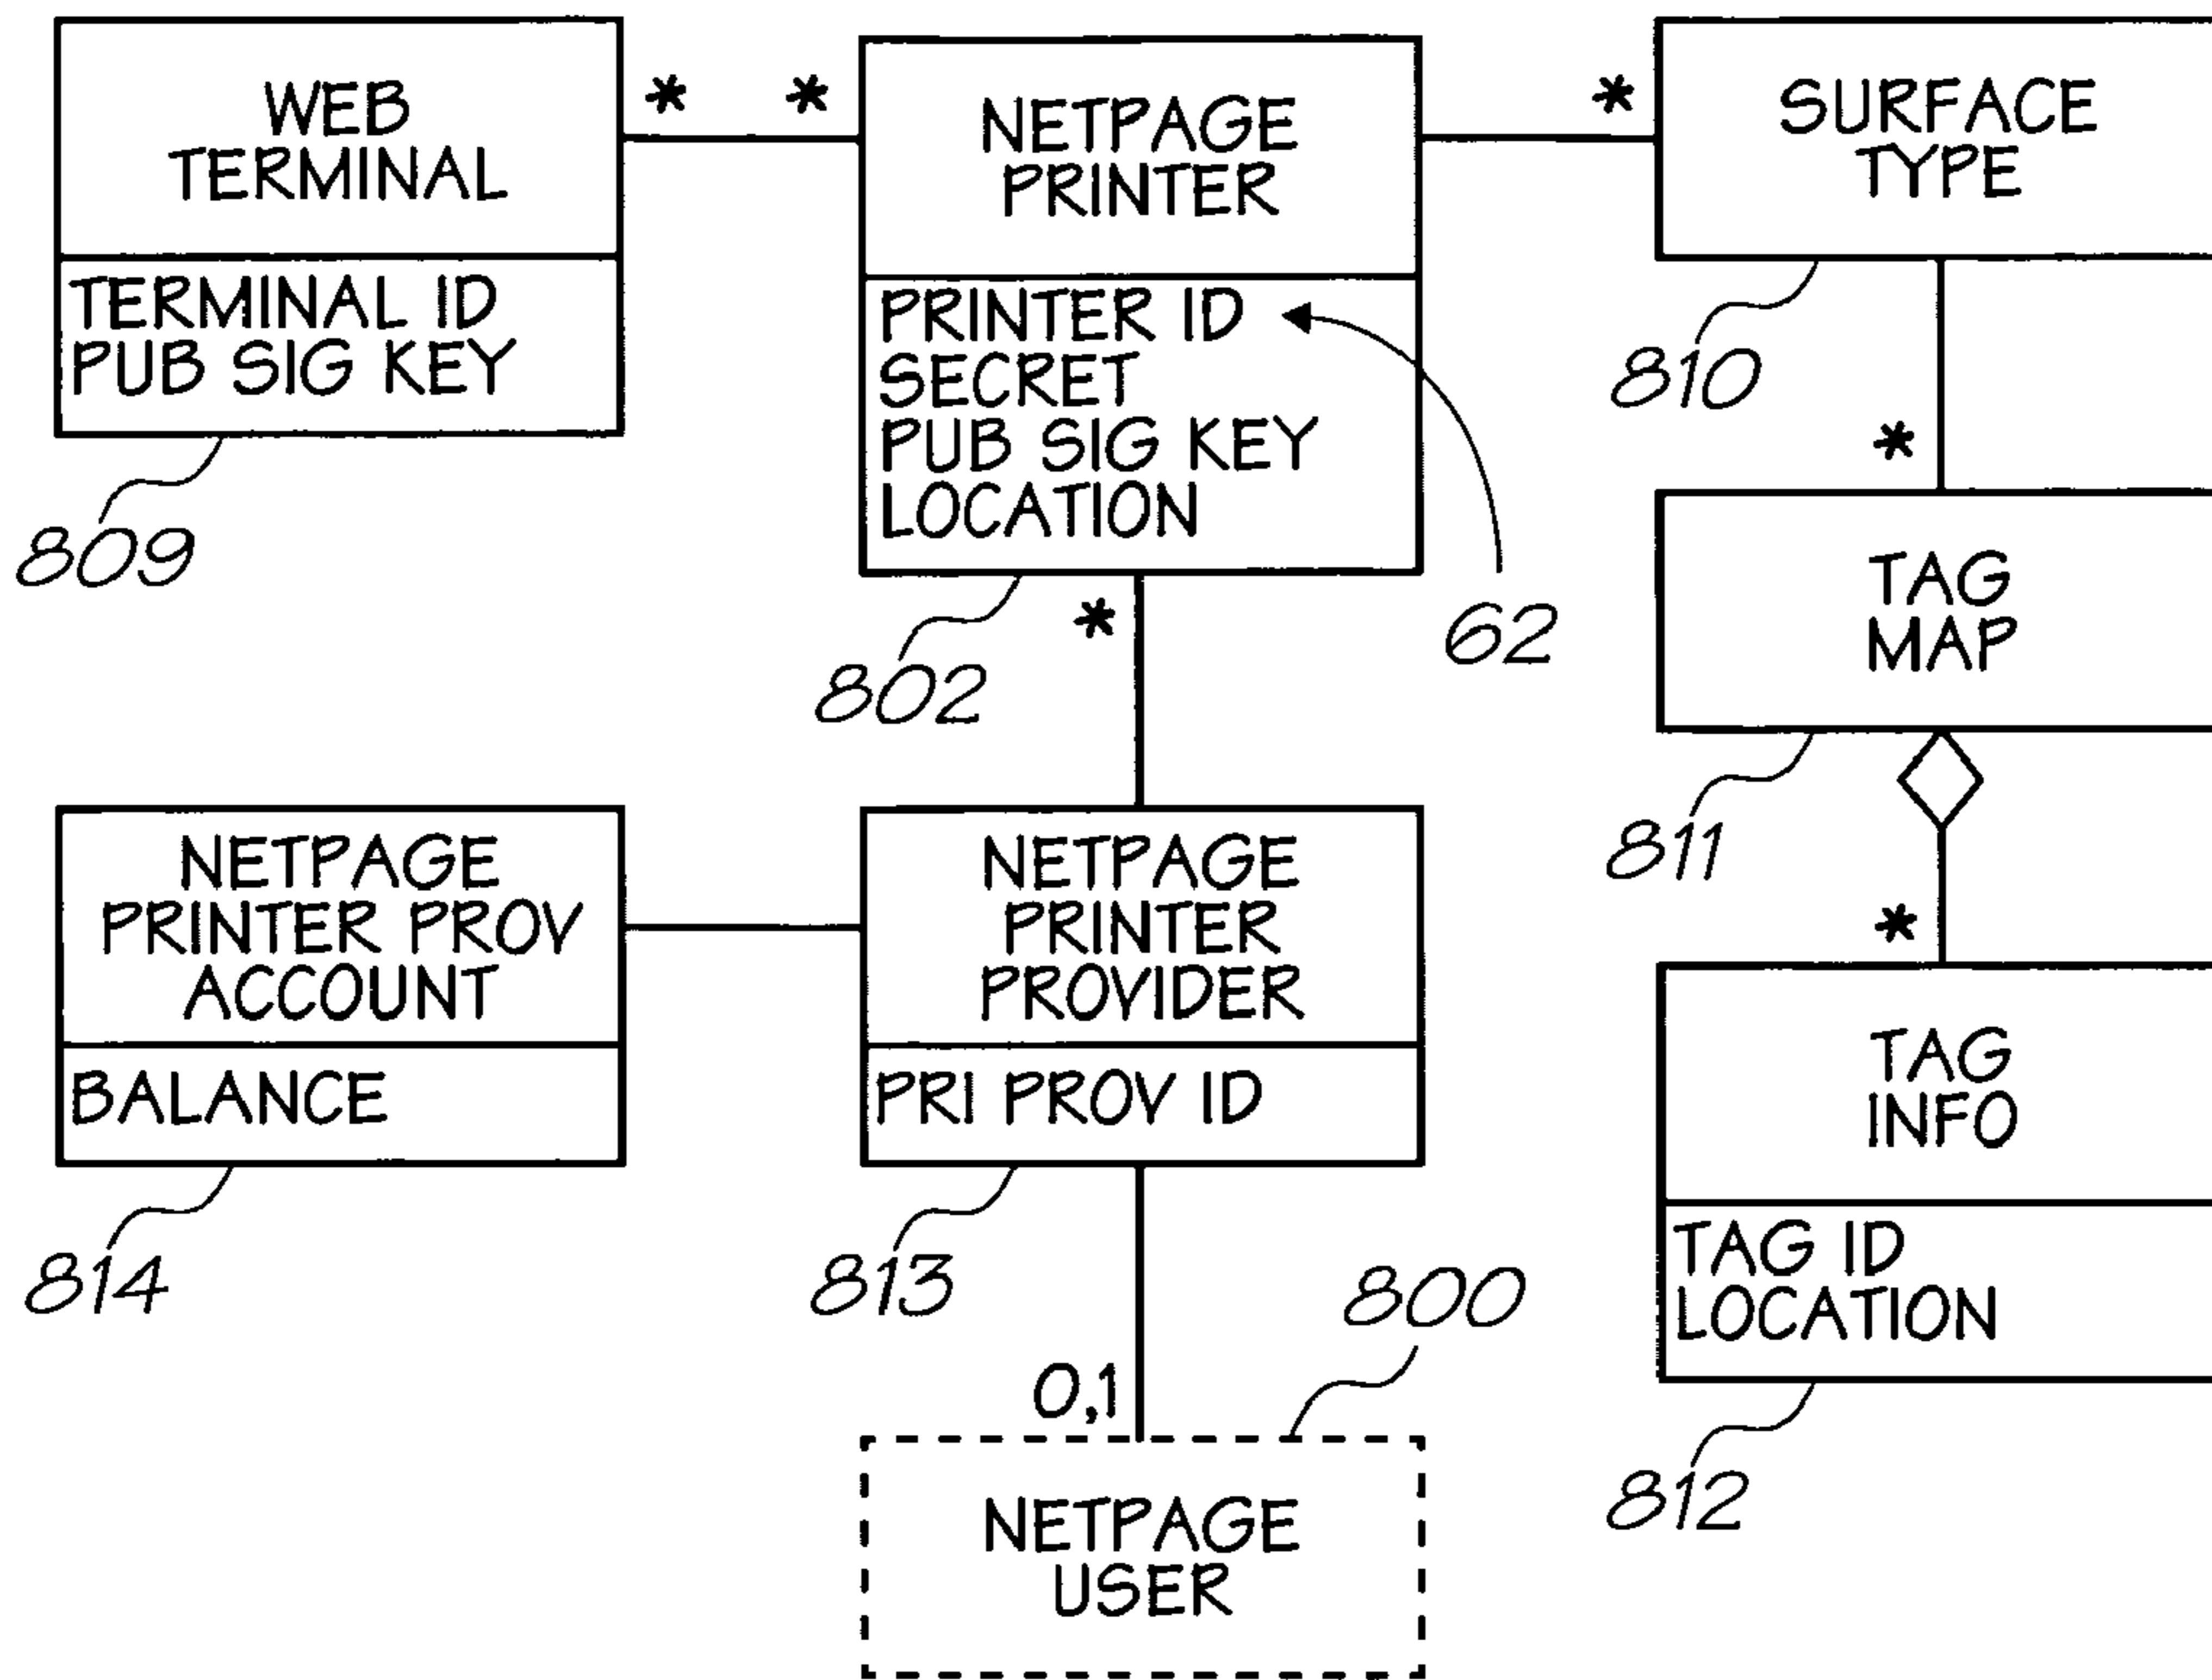 WEB
TERMINAL
TERMINAL ID
PUB SIG KEY
809
*
*
NETPAGE
PRINTER
PRINTER ID
SECRET
PUB SIG KEY
LOCATION
62
802
*
*
SURFACE
TYPE
810
*
TAG
MAP
811
*
TAG
INFO
TAG ID
LOCATION
812
NETPAGE
PRINTER PROV
ACCOUNT
BALANCE
814
NETPAGE
PRINTER
PROVIDER
PRI PROV ID
813
800
0,1
NETPAGE
USER